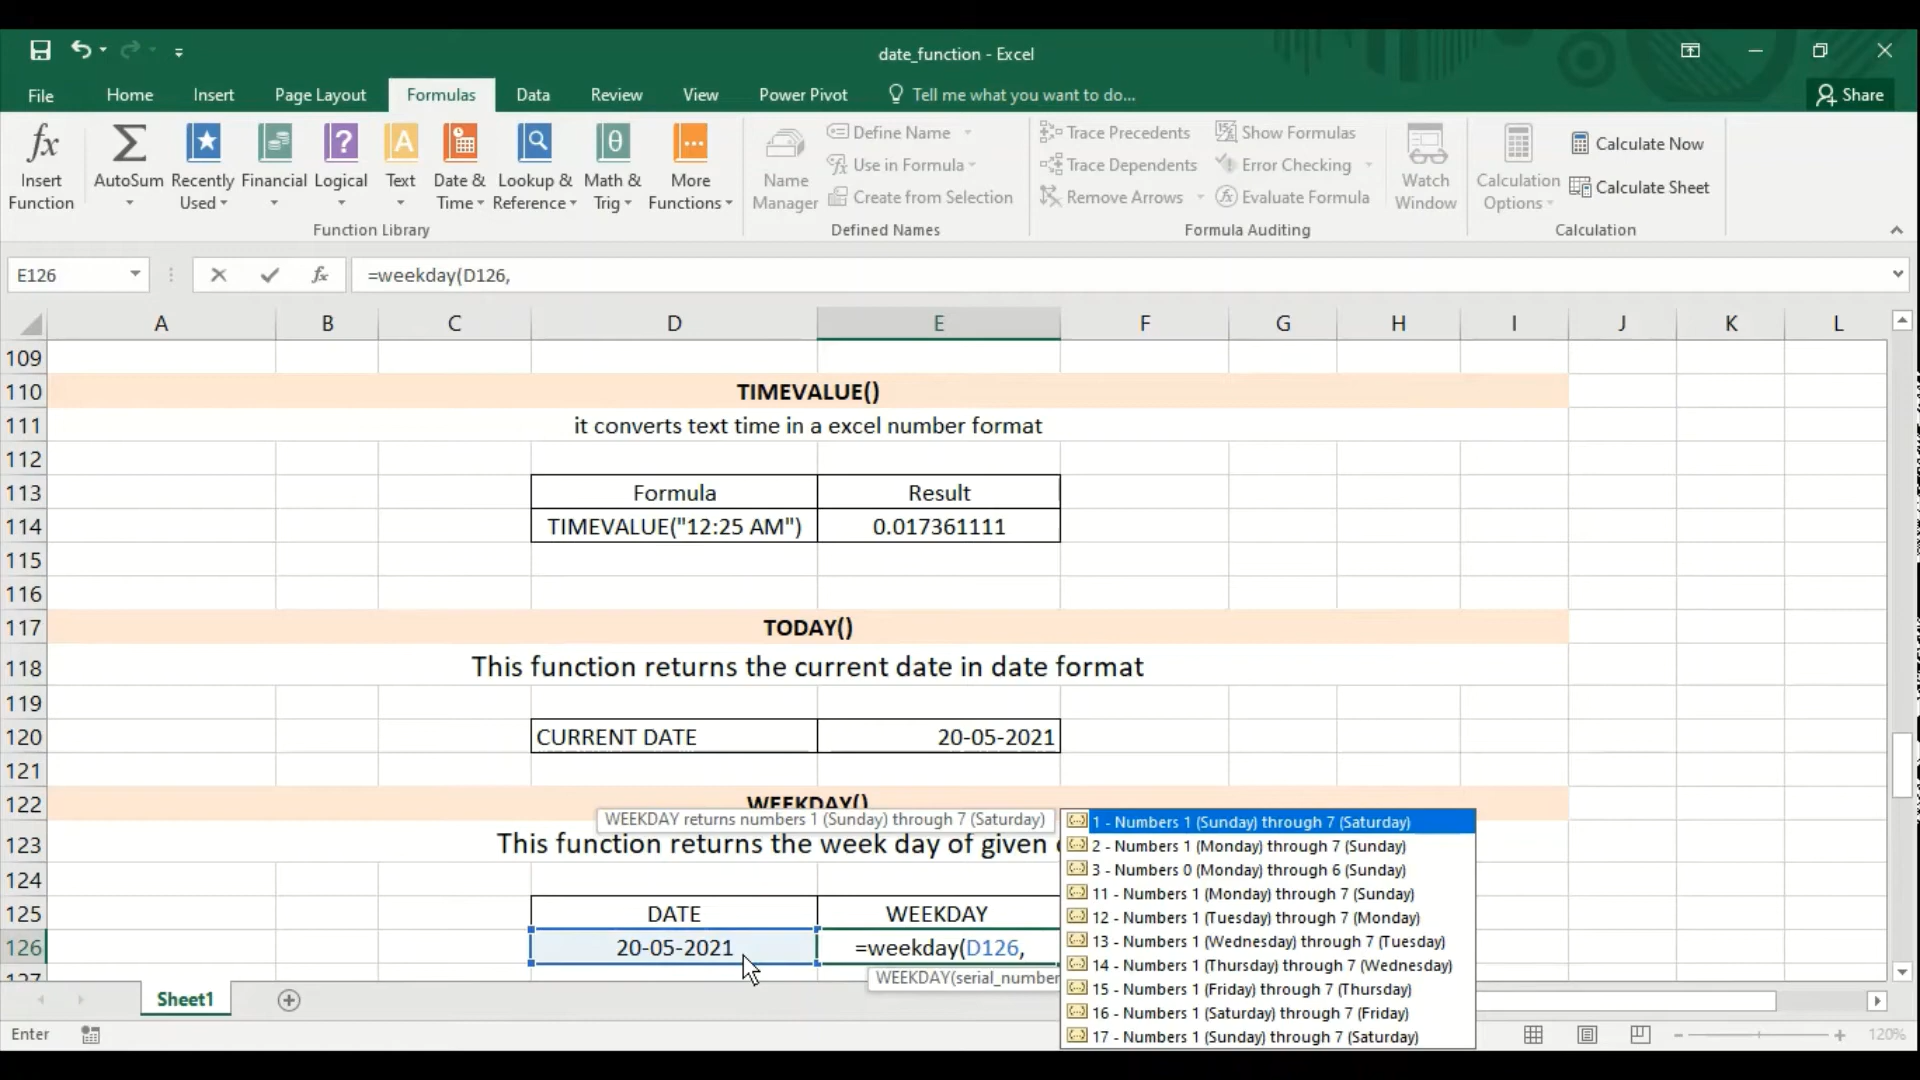 date_function - Excel
File Home Insert Page Layout Formulas Data Review View Power Pivot Tell me what you want to do... Share
fx AutoSum Recently Used Financial Logical Text Date & Time Lookup & Reference Math & Trig More Functions
Insert Function
Function Library
Name Manager
Define Name
Use in Formula
Create from Selection
Defined Names
Trace Precedents Show Formulas
Trace Dependents Error Checking
Remove Arrows Evaluate Formula
Formula Auditing
Watch Window
Calculation Options
Calculate Now
Calculate Sheet
Calculation
E126 fx =weekday(D126,
A B C D E F G H I J K L
109
110 TIMEVALUE()
111 it converts text time in a excel number format
112
113 Formula Result
114 TIMEVALUE("12:25 AM") 0.017361111
115
116
117 TODAY()
118 This function returns the current date in date format
119
120 CURRENT DATE 20-05-2021
121
122 WEEKDAY()
WEEKDAY returns numbers 1 (Sunday) through 7 (Saturday)
123 This function returns the week day of given
124
125 DATE WEEKDAY
126 20-05-2021 =weekday(D126,
127
WEEKDAY(serial_number
1 - Numbers 1 (Sunday) through 7 (Saturday)
2 - Numbers 1 (Monday) through 7 (Sunday)
3 - Numbers 0 (Monday) through 6 (Sunday)
11 - Numbers 1 (Monday) through 7 (Sunday)
12 - Numbers 1 (Tuesday) through 7 (Monday)
13 - Numbers 1 (Wednesday) through 7 (Tuesday)
14 - Numbers 1 (Thursday) through 7 (Wednesday)
15 - Numbers 1 (Friday) through 7 (Thursday)
16 - Numbers 1 (Saturday) through 7 (Friday)
17 - Numbers 1 (Sunday) through 7 (Saturday)
Sheet1
Enter
120%